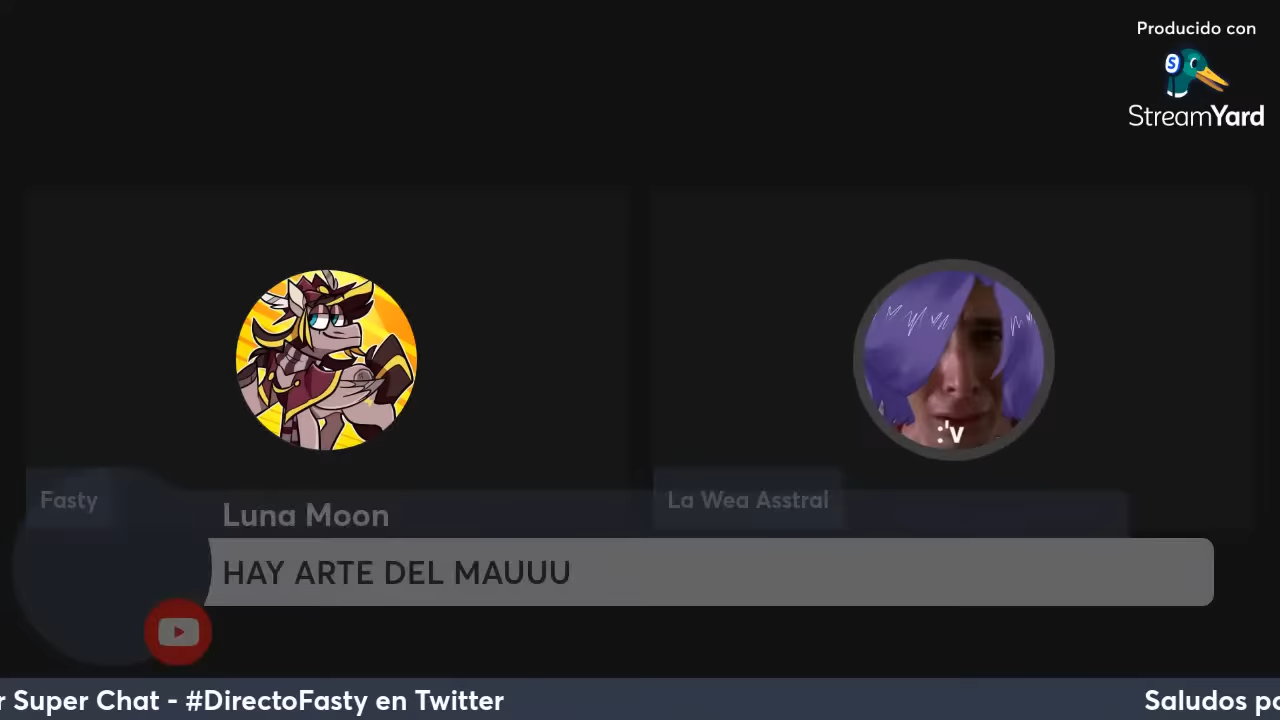 Producido con
S
StreamYard
:'v
Fasty
La Wea Asstral
Luna Moon
HAY ARTE DEL MAUUU
Super Chat - #DirectoFasty en Twitter
Saludos